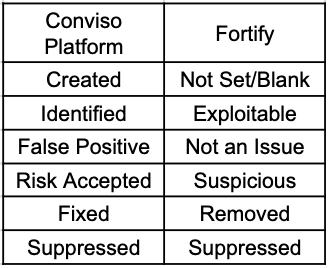 Conviso Platform Fortify
Created Not Set/Blank
Identified Exploitable
False Positive Not an Issue
Risk Accepted Suspicious
Fixed Removed
Suppressed Suppressed